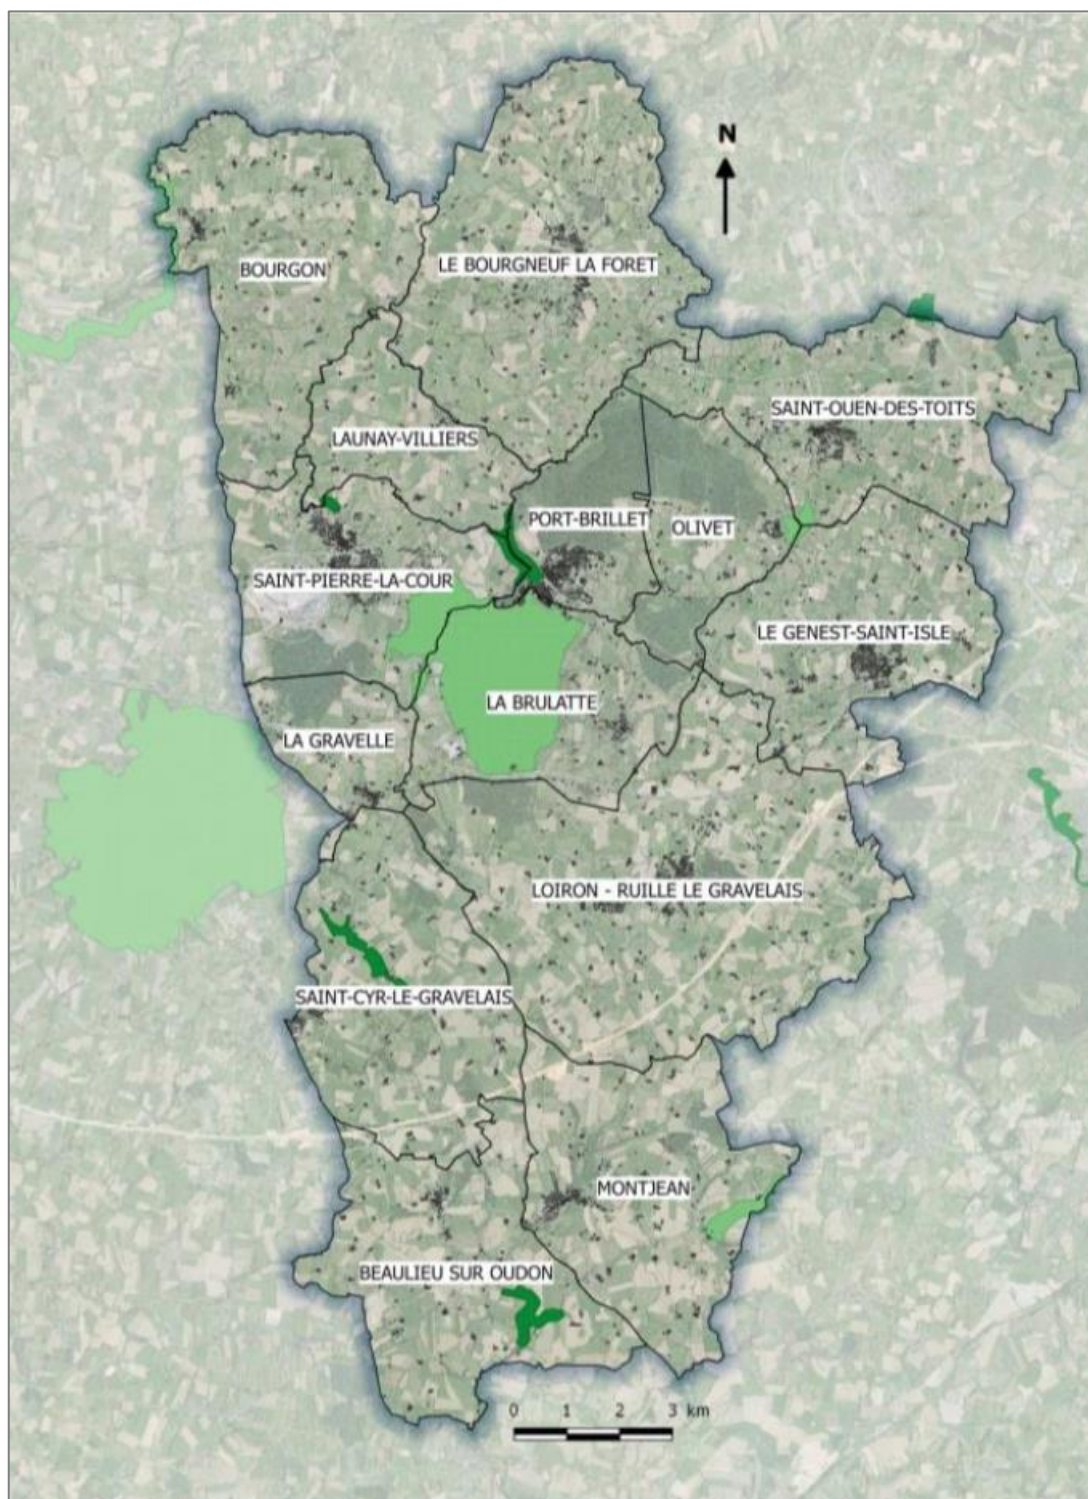 N
BOURGON
LE BOURGNEUF LA FORET
SAINT-OUEN-DES-TOITS
LAUNAY-VILLIERS
PORT-BRILLET
OLIVET
SAINT-PIERRE-LA-COUR
LE GENEST-SAINT-ISLE
LA BRULATTE
LA GRAVELLE
LOIRON - RUILLE LE GRAVELAIS
SAINT-CYR-LE-GRAVELAIS
MONTJEAN
BEAULIEU SUR OUDON
0 1 2 3 km